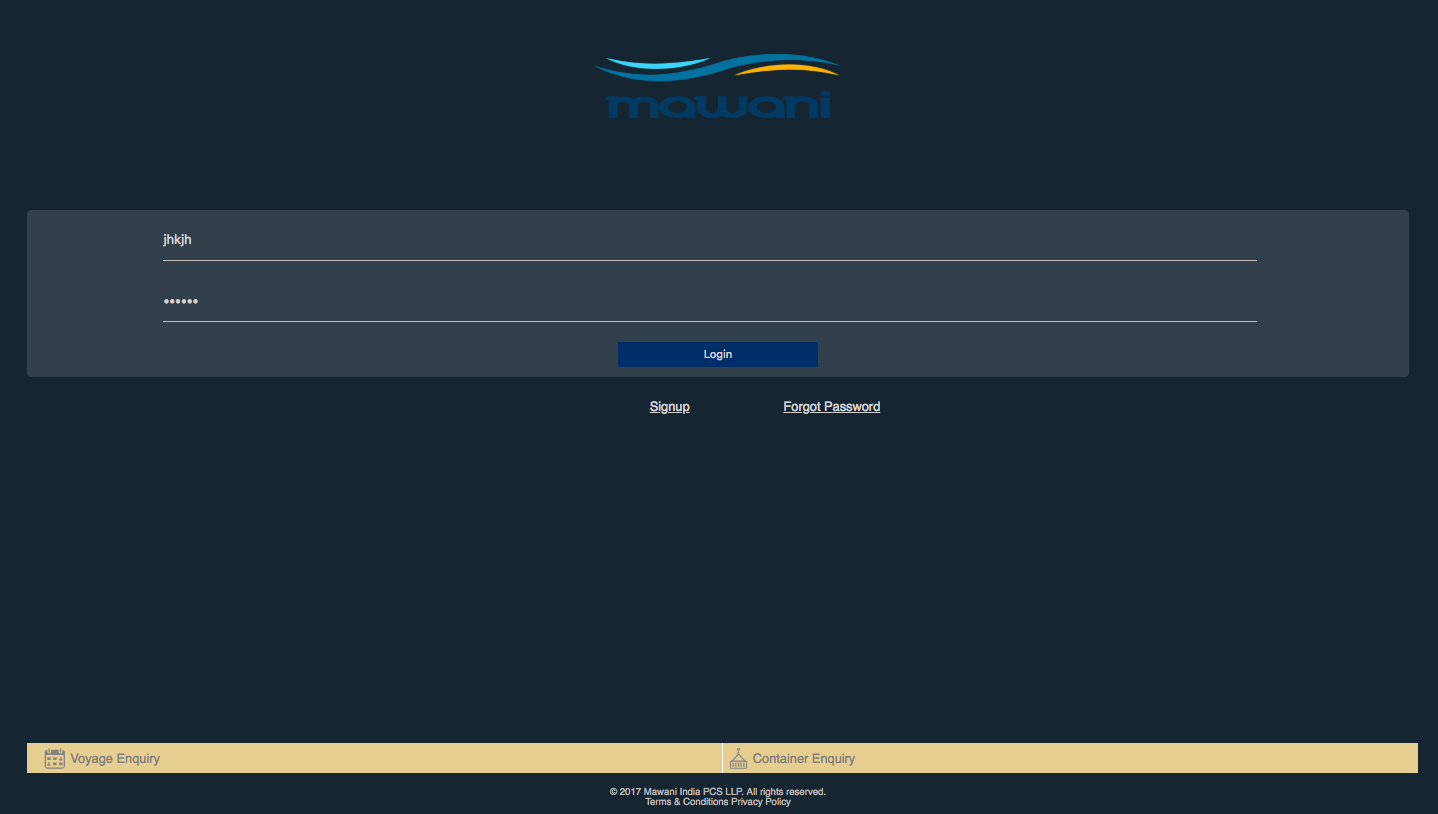 mawani
jhkjh
••••••
Login
Signup Forgot Password
Voyage Enquiry Container Enquiry
© 2017 Mawani India PCS LLP. All rights reserved.
Terms & Conditions Privacy Policy